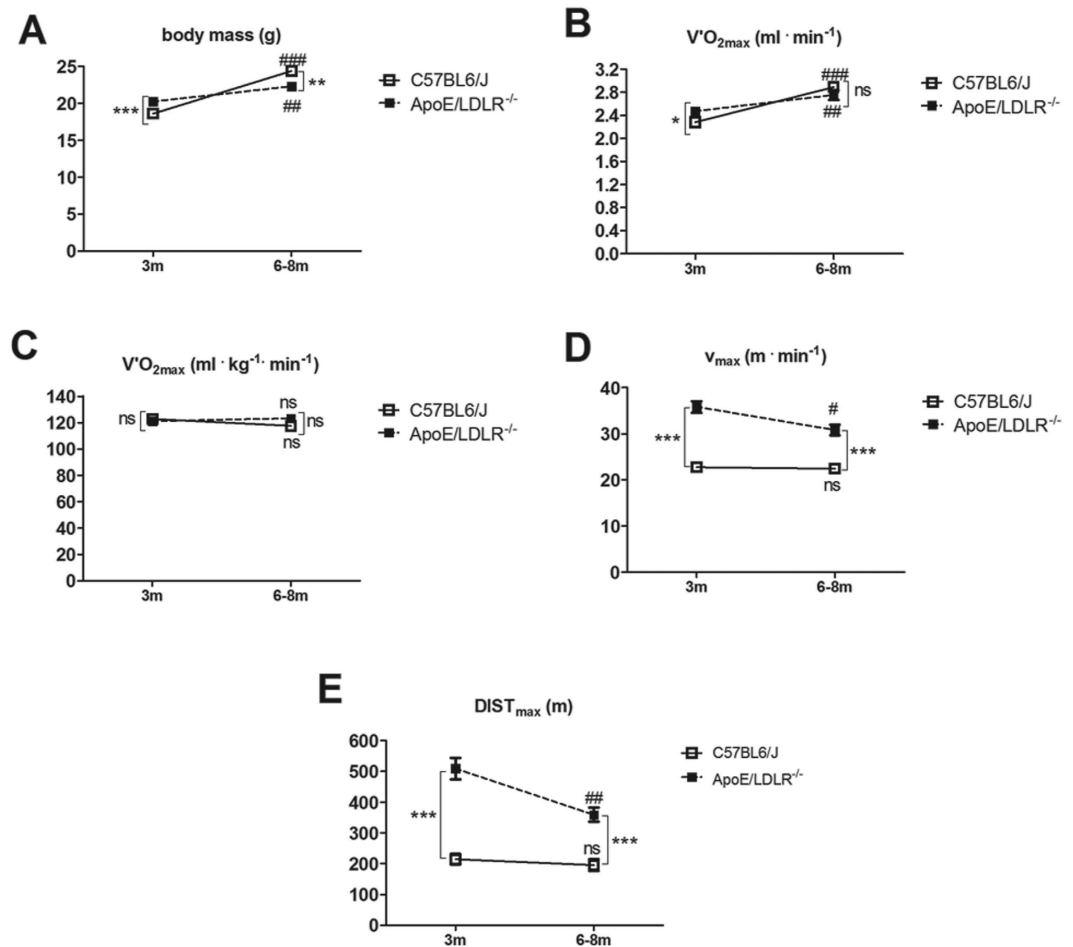 A
body mass (g)
25
20
15
10
5
0
***
###
**
##
3m
6-8m
C57BL6/J
ApoE/LDLR-/-
B
V'O2max (ml · min-1)
3.2
2.8
2.4
2.0
1.6
1.2
0.8
0.4
0.0
*
###
ns
##
3m
6-8m
C57BL6/J
ApoE/LDLR-/-
C
V'O2max (ml · kg-1· min-1)
140
120
100
80
60
40
20
0
ns
ns
ns
ns
3m
6-8m
C57BL6/J
ApoE/LDLR-/-
D
vmax (m · min-1)
40
30
20
10
0
***
#
***
ns
3m
6-8m
C57BL6/J
ApoE/LDLR-/-
E
DISTmax (m)
600
500
400
300
200
100
0
***
##
***
ns
3m
6-8m
C57BL6/J
ApoE/LDLR-/-